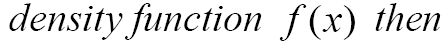 density function f(x) then